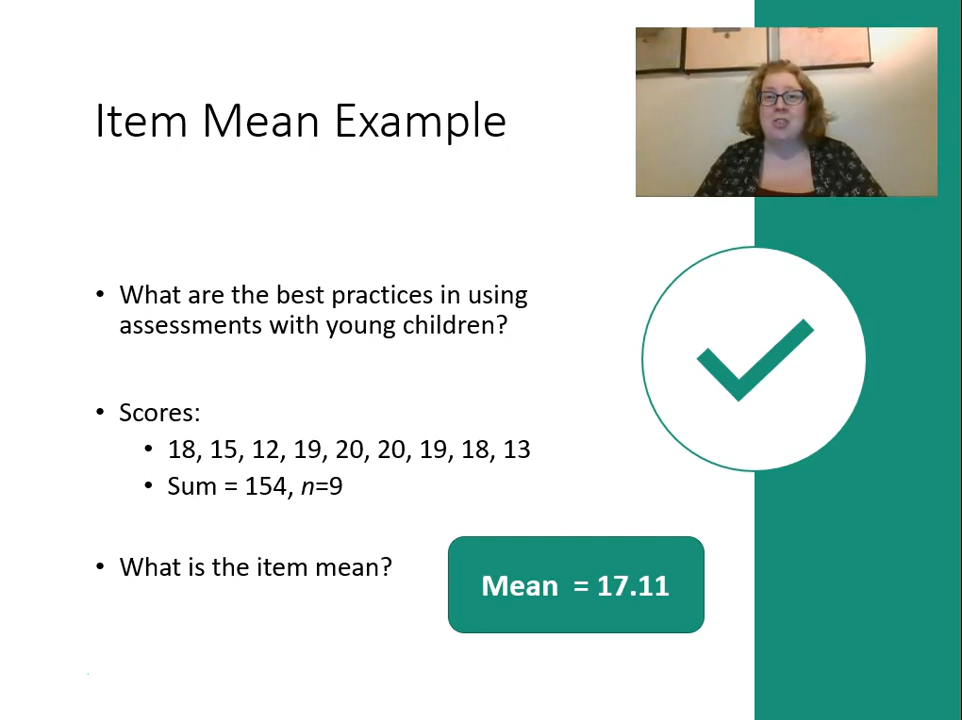 Item Mean Example
• What are the best practices in using
assessments with young children?
• Scores:
• 18, 15, 12, 19, 20, 20, 19, 18, 13
• Sum = 154, n=9
• What is the item mean?
Mean = 17.11